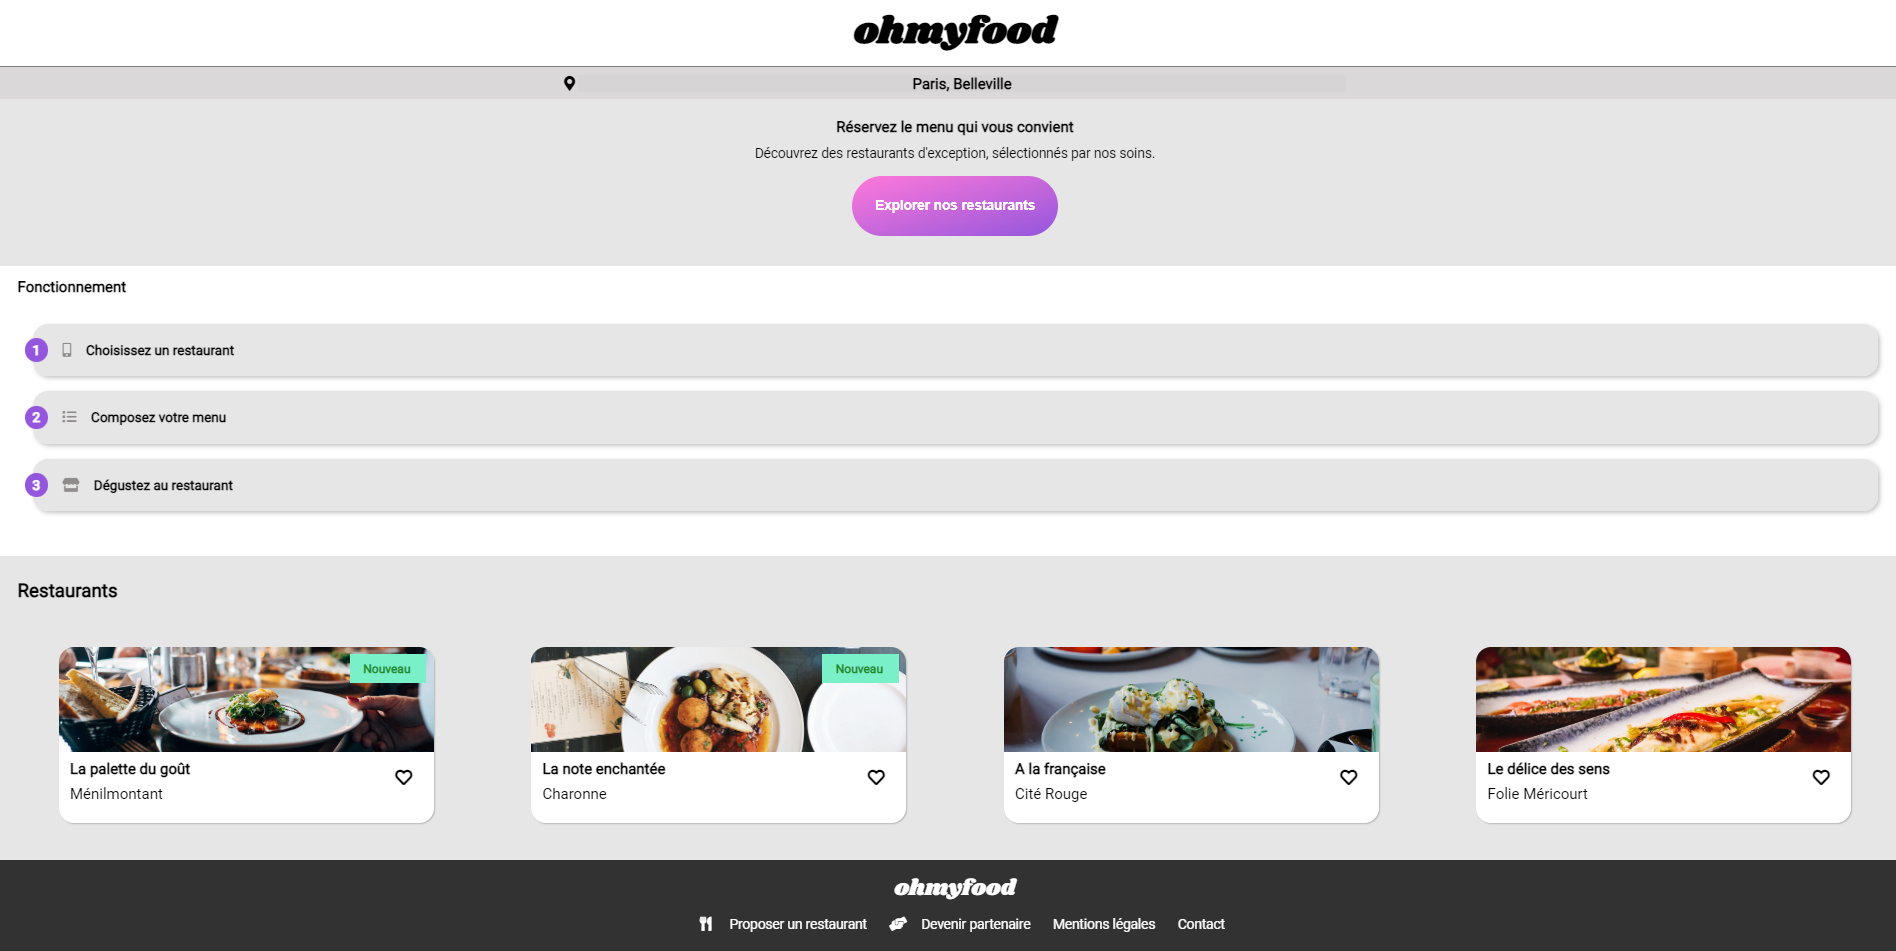 ohmyfood
Paris, Belleville
Réservez le menu qui vous convient
Découvrez des restaurants d'exception, sélectionnés par nos soins.
Explorer nos restaurants
Fonctionnement
1 Choisissez un restaurant
2 Composez votre menu
3 Dégustez au restaurant
Restaurants
Nouveau
La palette du goût
Ménilmontant
Nouveau
La note enchantée
Charonne
A la française
Cité Rouge
Le délice des sens
Folie Méricourt
ohmyfood
Proposer un restaurant Devenir partenaire Mentions légales Contact